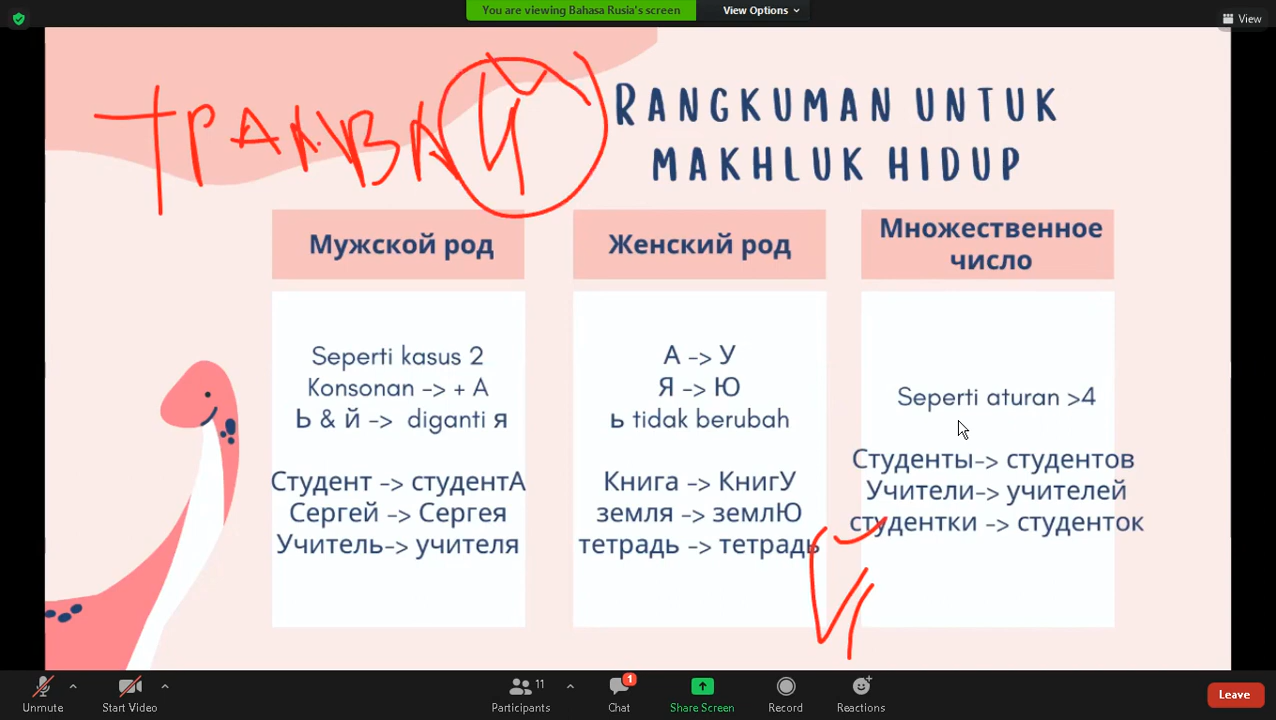 You are viewing Bahasa Rusia's screen
View Options
View
ТРАМВАЙ
RANGKUMAN UNTUK
MAKHLUK HIDUP
Мужской род
Seperti kasus 2
Konsonan -> + А
Ь & й -> diganti я
Студент -> студентА
Сергей -> Сергея
Учитель-> учителя
Женский род
А -> У
Я -> Ю
ь tidak berubah
Книга -> КнигУ
земля -> землЮ
тетрадь -> тетрадь
Множественное
число
Seperti aturan >4
Студенты-> студентов
Учители-> учителей
студентки -> студенток
Й
Unmute
Start Video
11
Participants
1
Chat
Share Screen
Record
Reactions
Leave